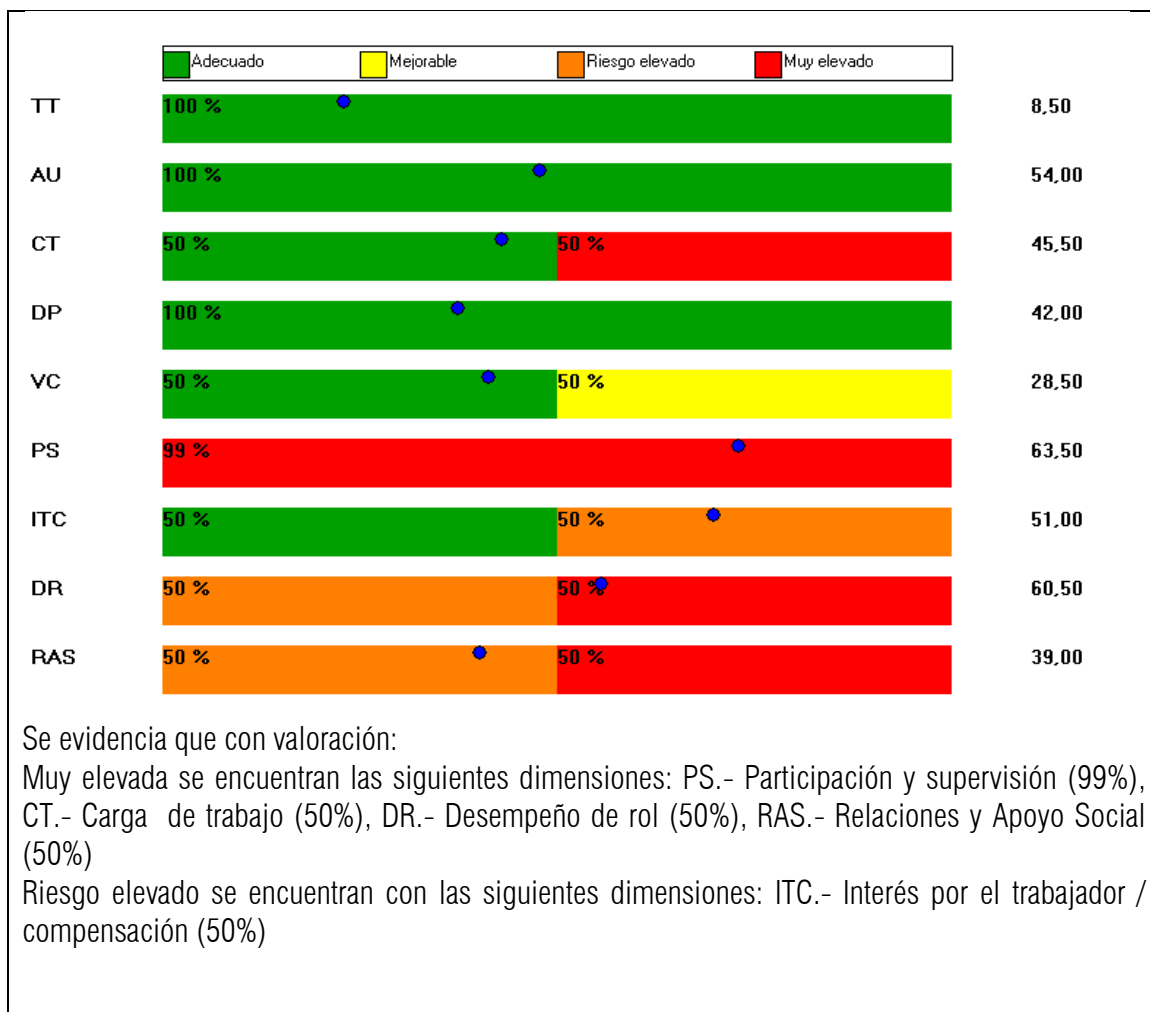 Adecuado Mejorable Riesgo elevado Muy elevado
TT 100 % 8,50
AU 100 % 54,00
CT 50 % 50 % 45,50
DP 100 % 42,00
VC 50 % 50 % 28,50
PS 99 % 63,50
ITC 50 % 50 % 51,00
DR 50 % 50 % 60,50
RAS 50 % 50 % 39,00
Se evidencia que con valoración:
Muy elevada se encuentran las siguientes dimensiones: PS.- Participación y supervisión (99%),
CT.- Carga de trabajo (50%), DR.- Desempeño de rol (50%), RAS.- Relaciones y Apoyo Social
(50%)
Riesgo elevado se encuentran con las siguientes dimensiones: ITC.- Interés por el trabajador /
compensación (50%)